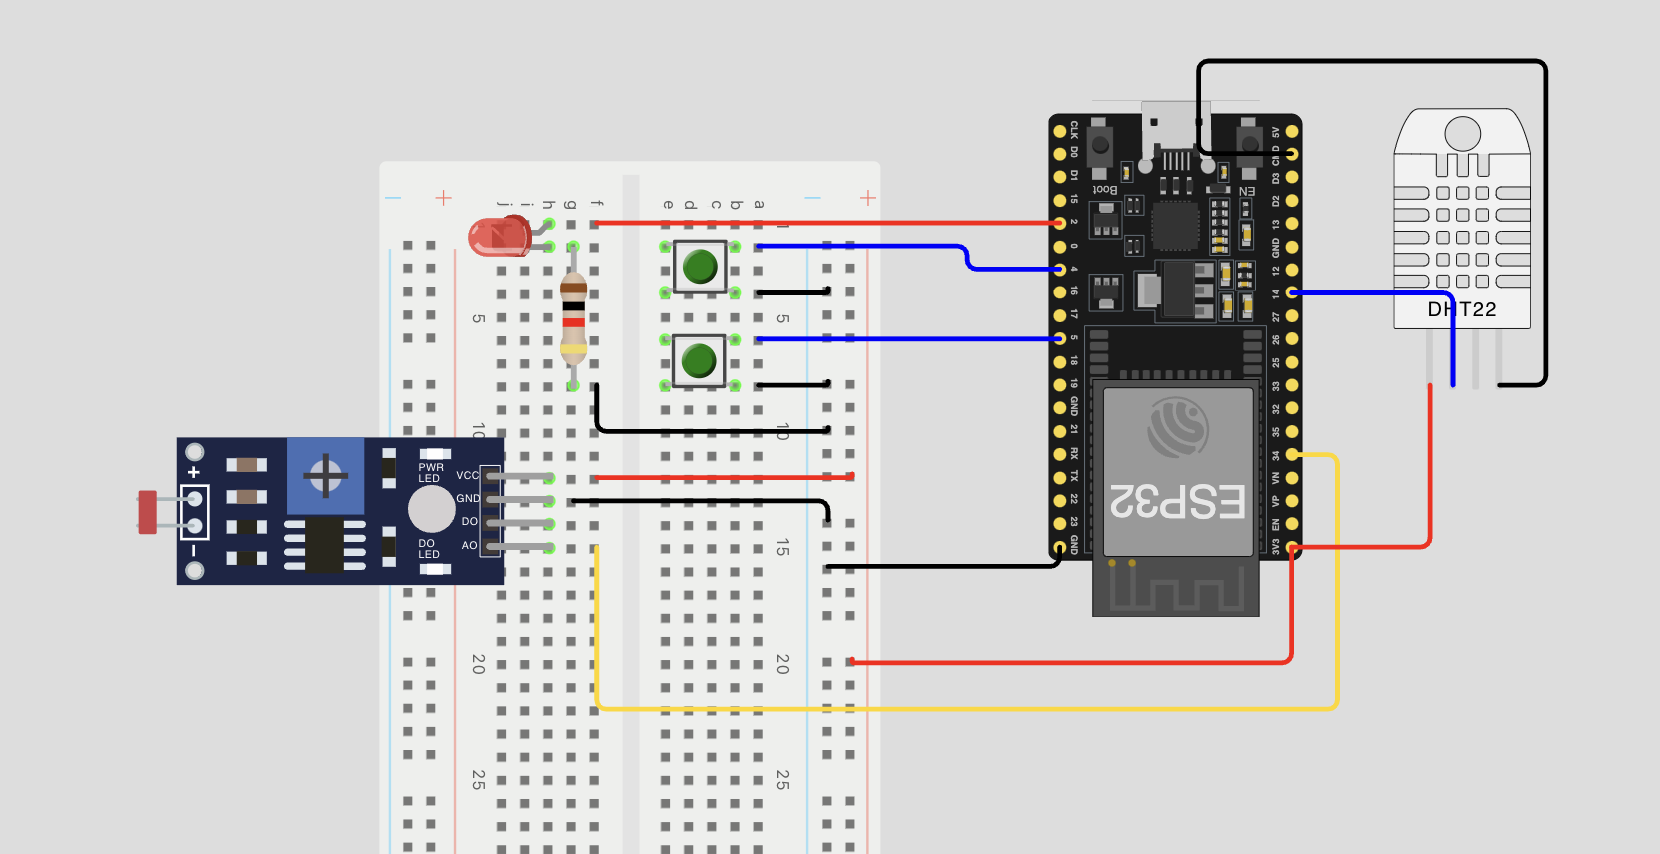 j i h g f e d c b a
1
5 5
10 10
15
20 20
25 25
PWR
LED
VCC
GND
DO
AO
DO
LED
+
−
CLK
D0
D1
15
2
0
4
16
17
5
18
19
GND
21
RX
TX
22
23
GND
Boot
EN
ESP32
5V
D3
D2
13
GND
12
14
27
26
25
33
32
35
34
VN
VP
EN
3V3
DHT22